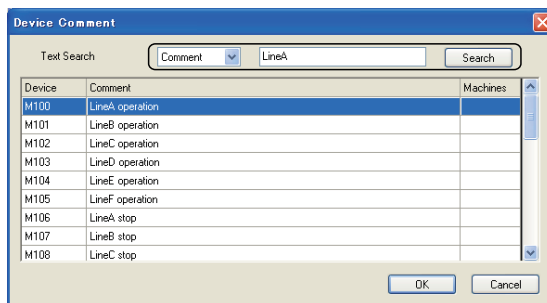 Device Comment
Text Search Comment LineA Search
Device Comment Machines
M100 LineA operation
M101 LineB operation
M102 LineC operation
M103 LineD operation
M104 LineE operation
M105 LineF operation
M106 LineA stop
M107 LineB stop
M108 LineC stop
OK Cancel